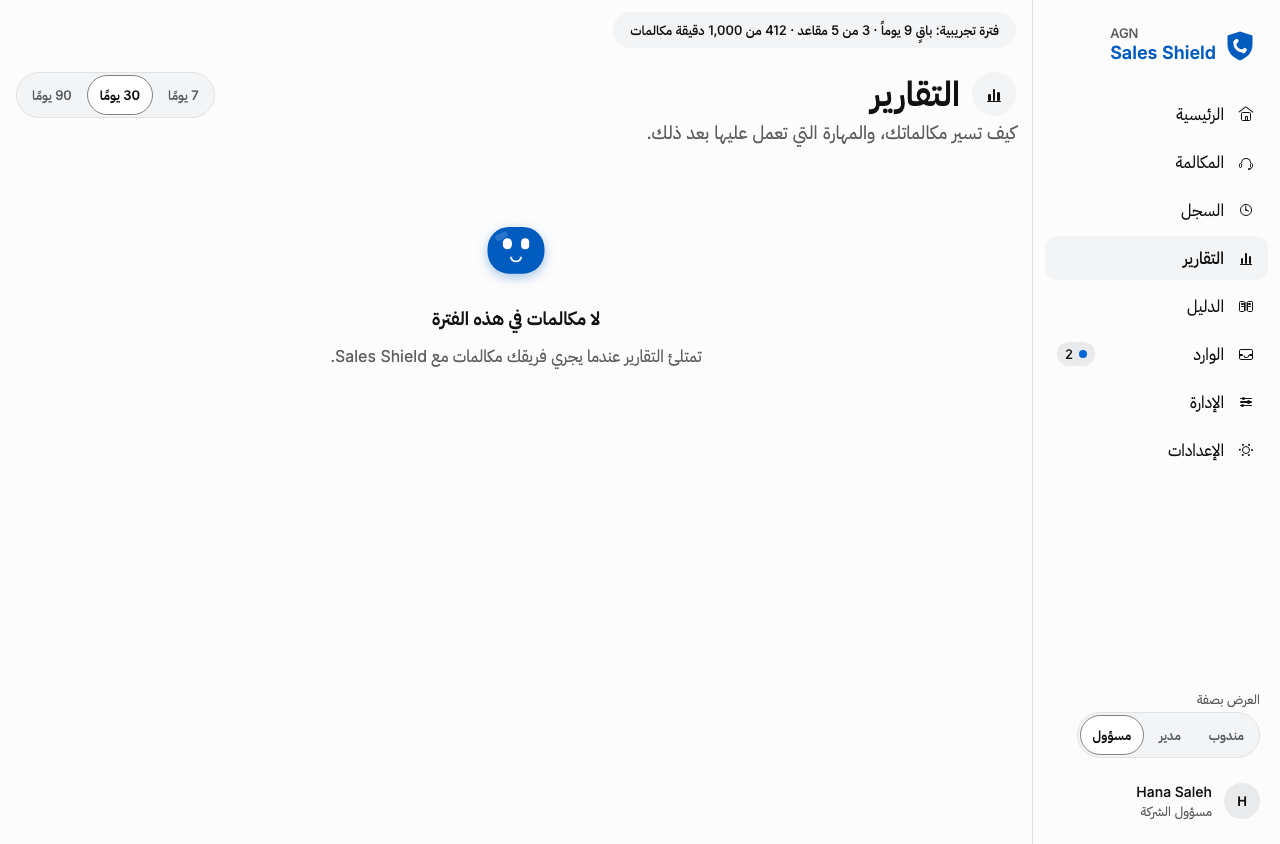 AGN
Sales Shield
الرئيسية
المكالمة
السجل
التقارير
الدليل
الوارد
2
الإدارة
الإعدادات
العرض بصفة
مندوب
مدير
مسؤول
H
Hana Saleh
مسؤول الشركة
فترة تجريبية: باقٍ 9 يوماً · 3 من 5 مقاعد · 412 من 1,000 دقيقة مكالمات
التقارير
كيف تسير مكالماتك، والمهارة التي تعمل عليها بعد ذلك.
7 يومًا
30 يومًا
90 يومًا
لا مكالمات في هذه الفترة
تمتلئ التقارير عندما يجري فريقك مكالمات مع Sales Shield.